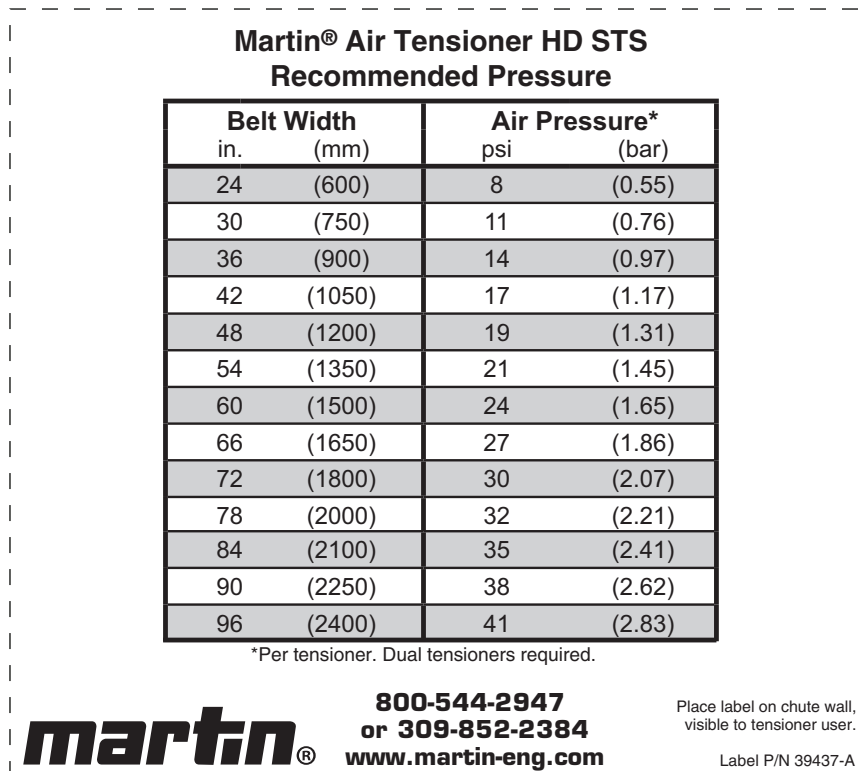 Martin® Air Tensioner HD STS
Recommended Pressure
Belt Width Air Pressure*
in. (mm) psi (bar)
24 (600) 8 (0.55)
30 (750) 11 (0.76)
36 (900) 14 (0.97)
42 (1050) 17 (1.17)
48 (1200) 19 (1.31)
54 (1350) 21 (1.45)
60 (1500) 24 (1.65)
66 (1650) 27 (1.86)
72 (1800) 30 (2.07)
78 (2000) 32 (2.21)
84 (2100) 35 (2.41)
90 (2250) 38 (2.62)
96 (2400) 41 (2.83)
*Per tensioner. Dual tensioners required.
martin®
800-544-2947
or 309-852-2384
www.martin-eng.com
Place label on chute wall,
visible to tensioner user.
Label P/N 39437-A